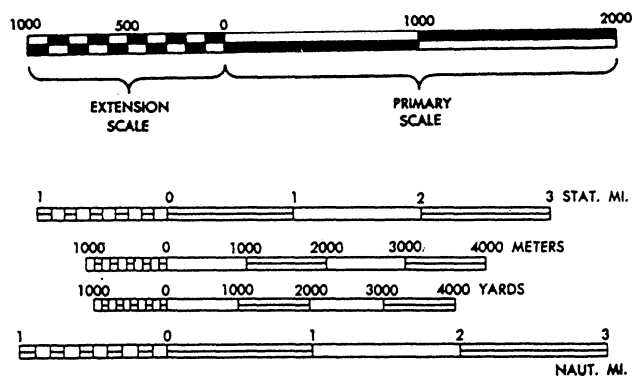 1000 500 0 1000 2000
EXTENSION SCALE
PRIMARY SCALE
1 0 1 2 3 STAT. MI.
1000 0 1000 2000 3000 4000 METERS
1000 0 1000 2000 3000 4000 YARDS
1 0 1 2 3
NAUT. MI.